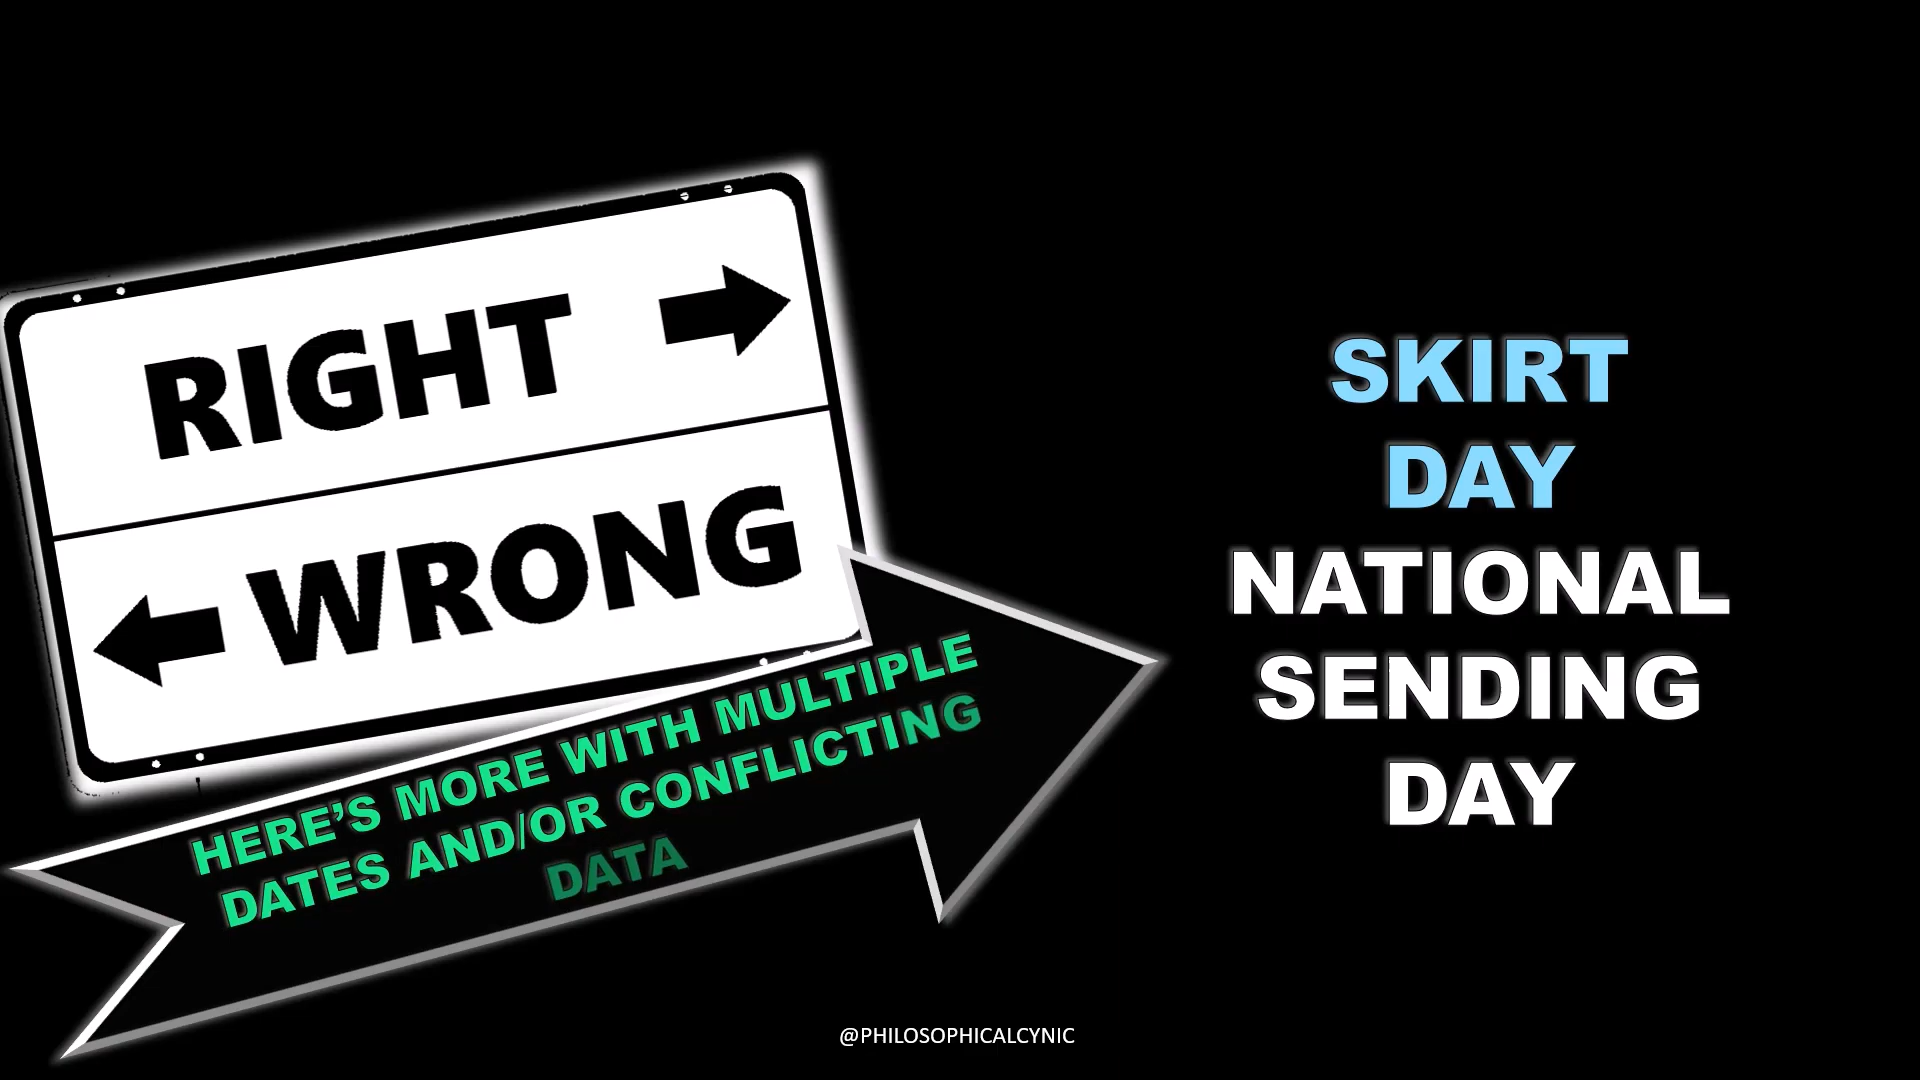 RIGHT
WRONG
HERE'S MORE WITH MULTIPLE
DATES AND/OR CONFLICTING
DATA
SKIRT
DAY
NATIONAL
SENDING
DAY
@PHILOSOPHICALCYNIC